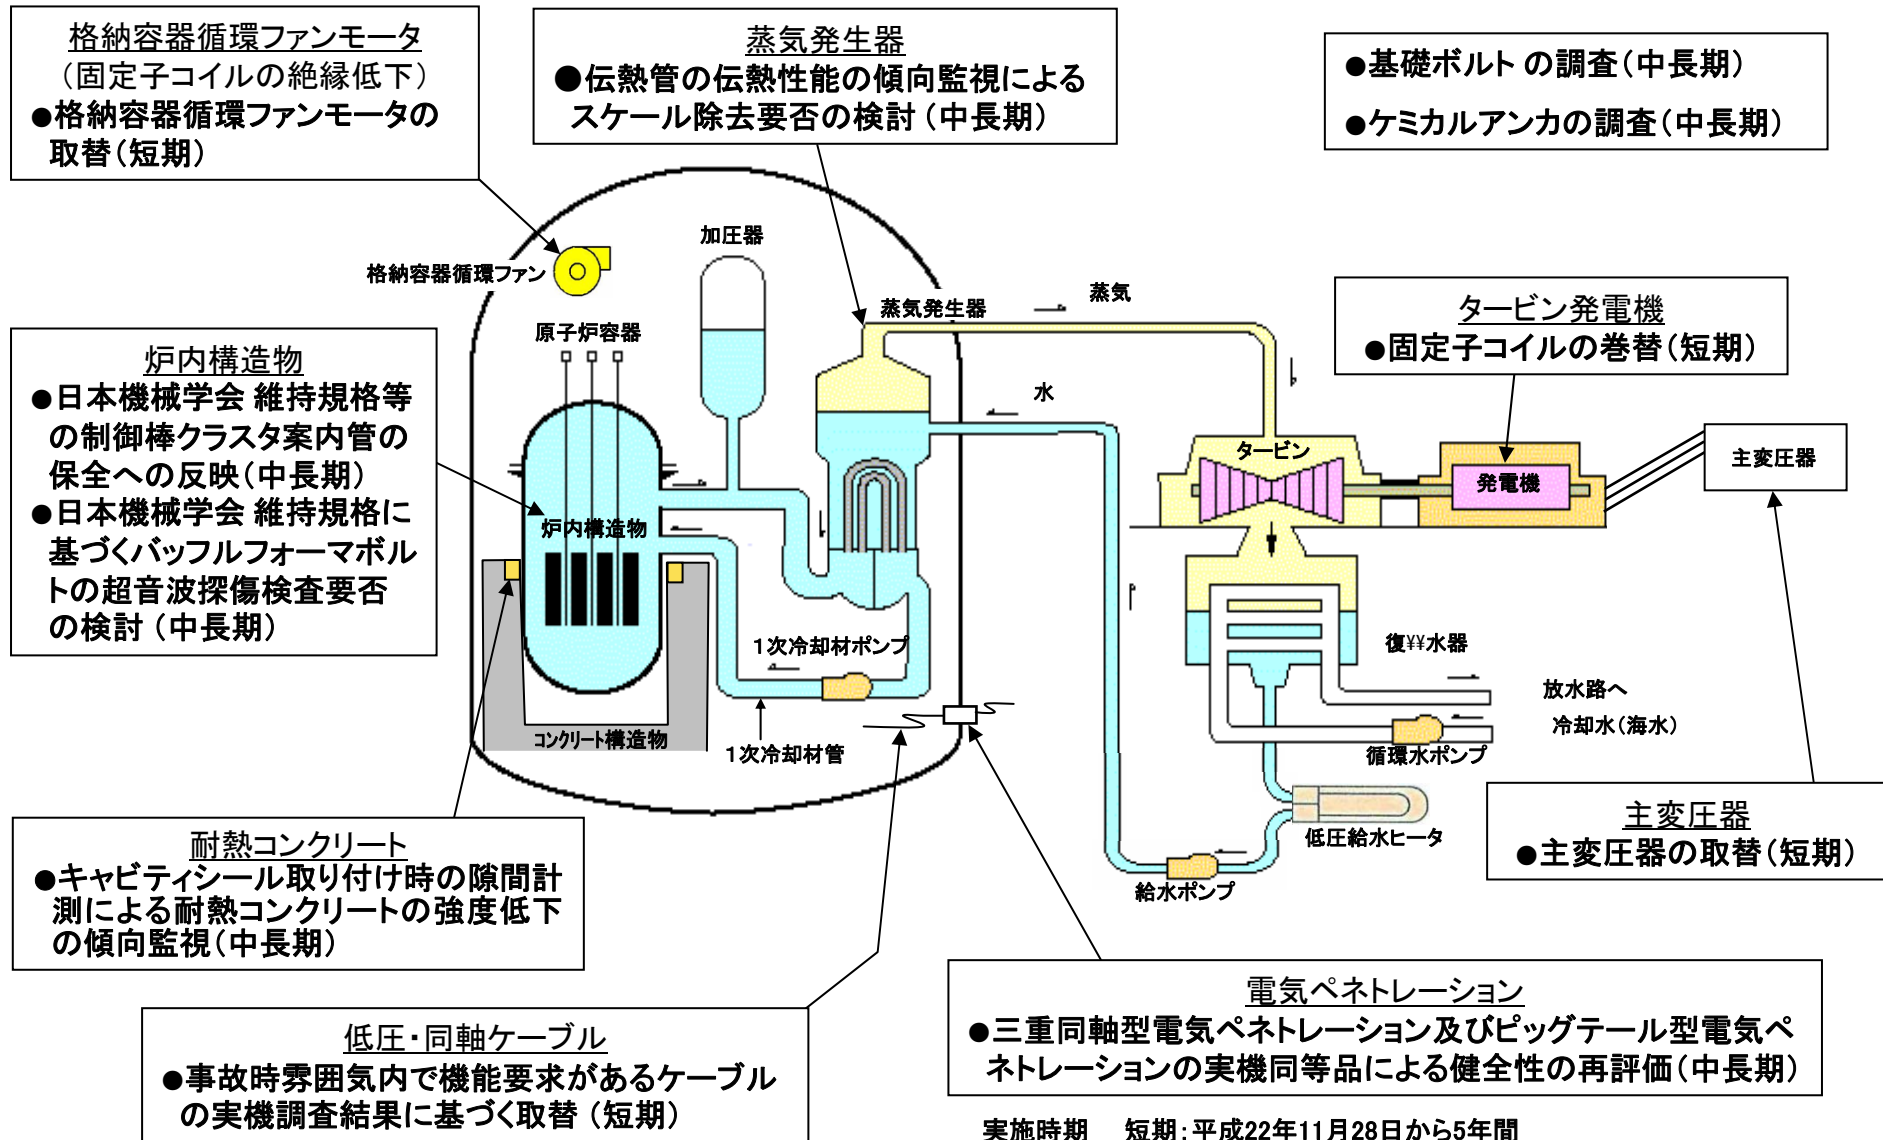 格納容器循環ファンモータ
（固定子コイルの絶縁低下）
●格納容器循環ファンモータの
取替（短期）
蒸気発生器
●伝熱管の伝熱性能の傾向監視による
スケール除去要否の検討（中長期）
●基礎ボルト の調査（中長期）
●ケミカルアンカの調査（中長期）
加圧器
格納容器循環ファン
蒸気発生器
蒸気
原子炉容器
水
タービン発電機
●固定子コイルの巻替（短期）
炉内構造物
●日本機械学会 維持規格等
の制御棒クラスタ案内管の
保全への反映（中長期）
●日本機械学会 維持規格に
基づくバッフルフォーマボル
トの超音波探傷検査要否
の検討（中長期）
タービン
発電機
主変圧器
炉内構造物
復¥¥水器
1次冷却材ポンプ
放水路へ
冷却水（海水）
コンクリート構造物
1次冷却材管
循環水ポンプ
低圧給水ヒータ
給水ポンプ
主変圧器
●主変圧器の取替（短期）
耐熱コンクリート
●キャビティシール取り付け時の隙間計
測による耐熱コンクリートの強度低下
の傾向監視（中長期）
電気ペネトレーション
●三重同軸型電気ペネトレーション及びピッグテール型電気ペ
ネトレーションの実機同等品による健全性の再評価（中長期）
低圧・同軸ケーブル
●事故時雰囲気内で機能要求があるケーブル
の実機調査結果に基づく取替（短期）
実施時期　短期：平成22年11月28日から5年間